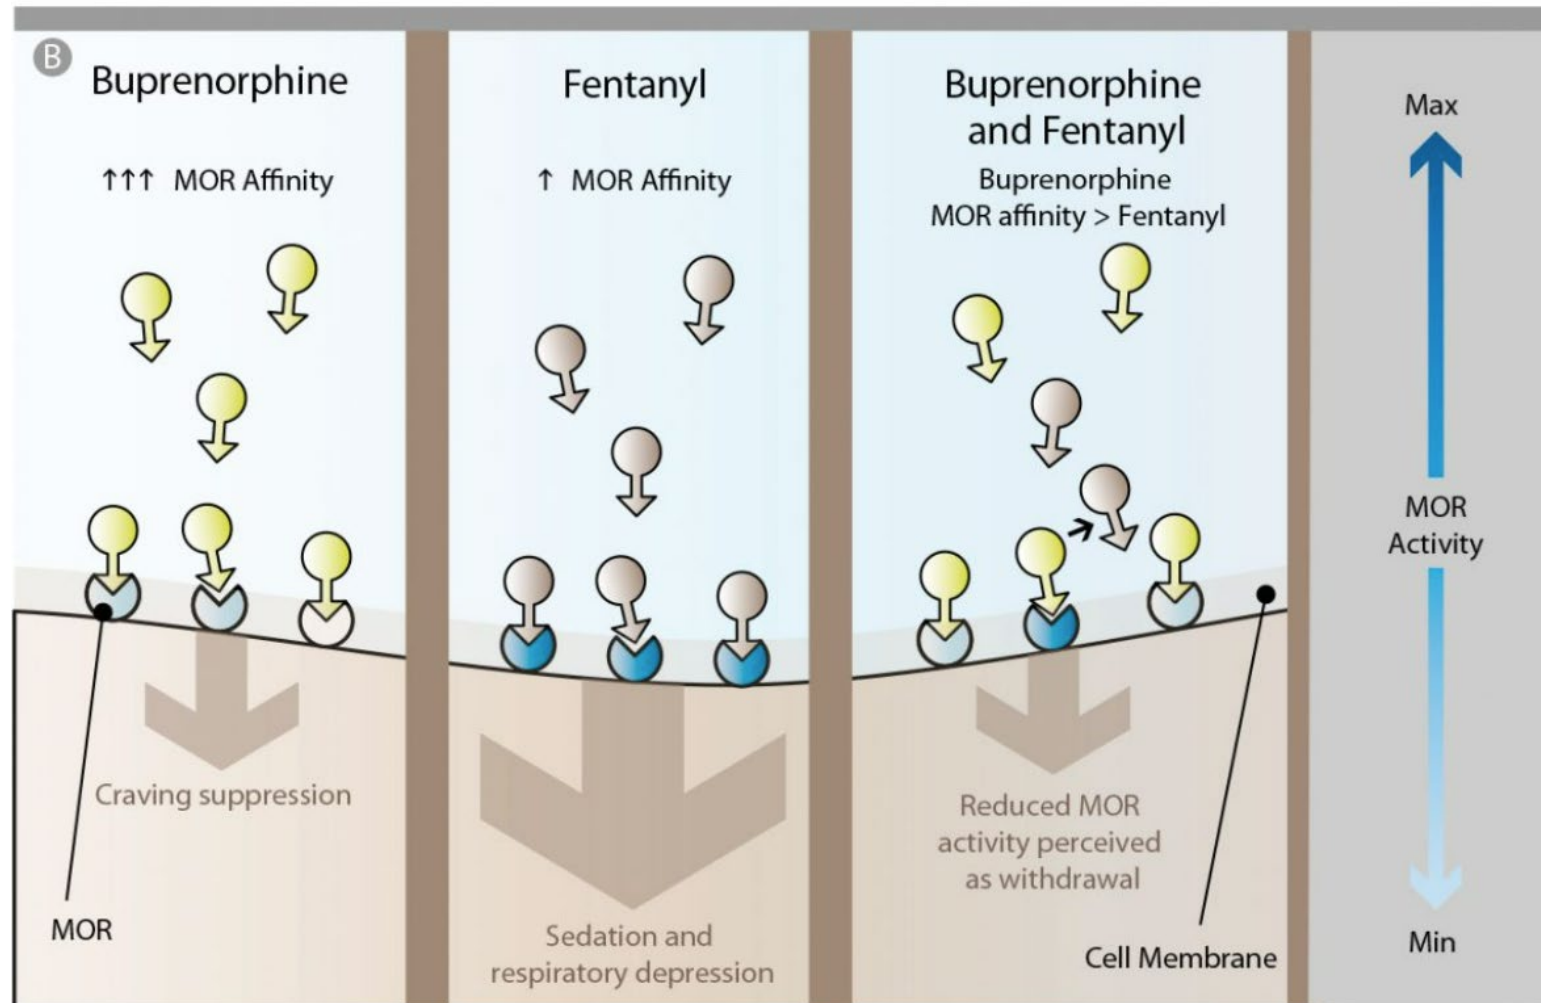 B
Buprenorphine
↑↑↑ MOR Affinity
Craving suppression
MOR
Fentanyl
↑ MOR Affinity
Sedation and
respiratory depression
Buprenorphine
and Fentanyl
Buprenorphine
MOR affinity > Fentanyl
Reduced MOR
activity perceived
as withdrawal
Cell Membrane
Max
MOR
Activity
Min